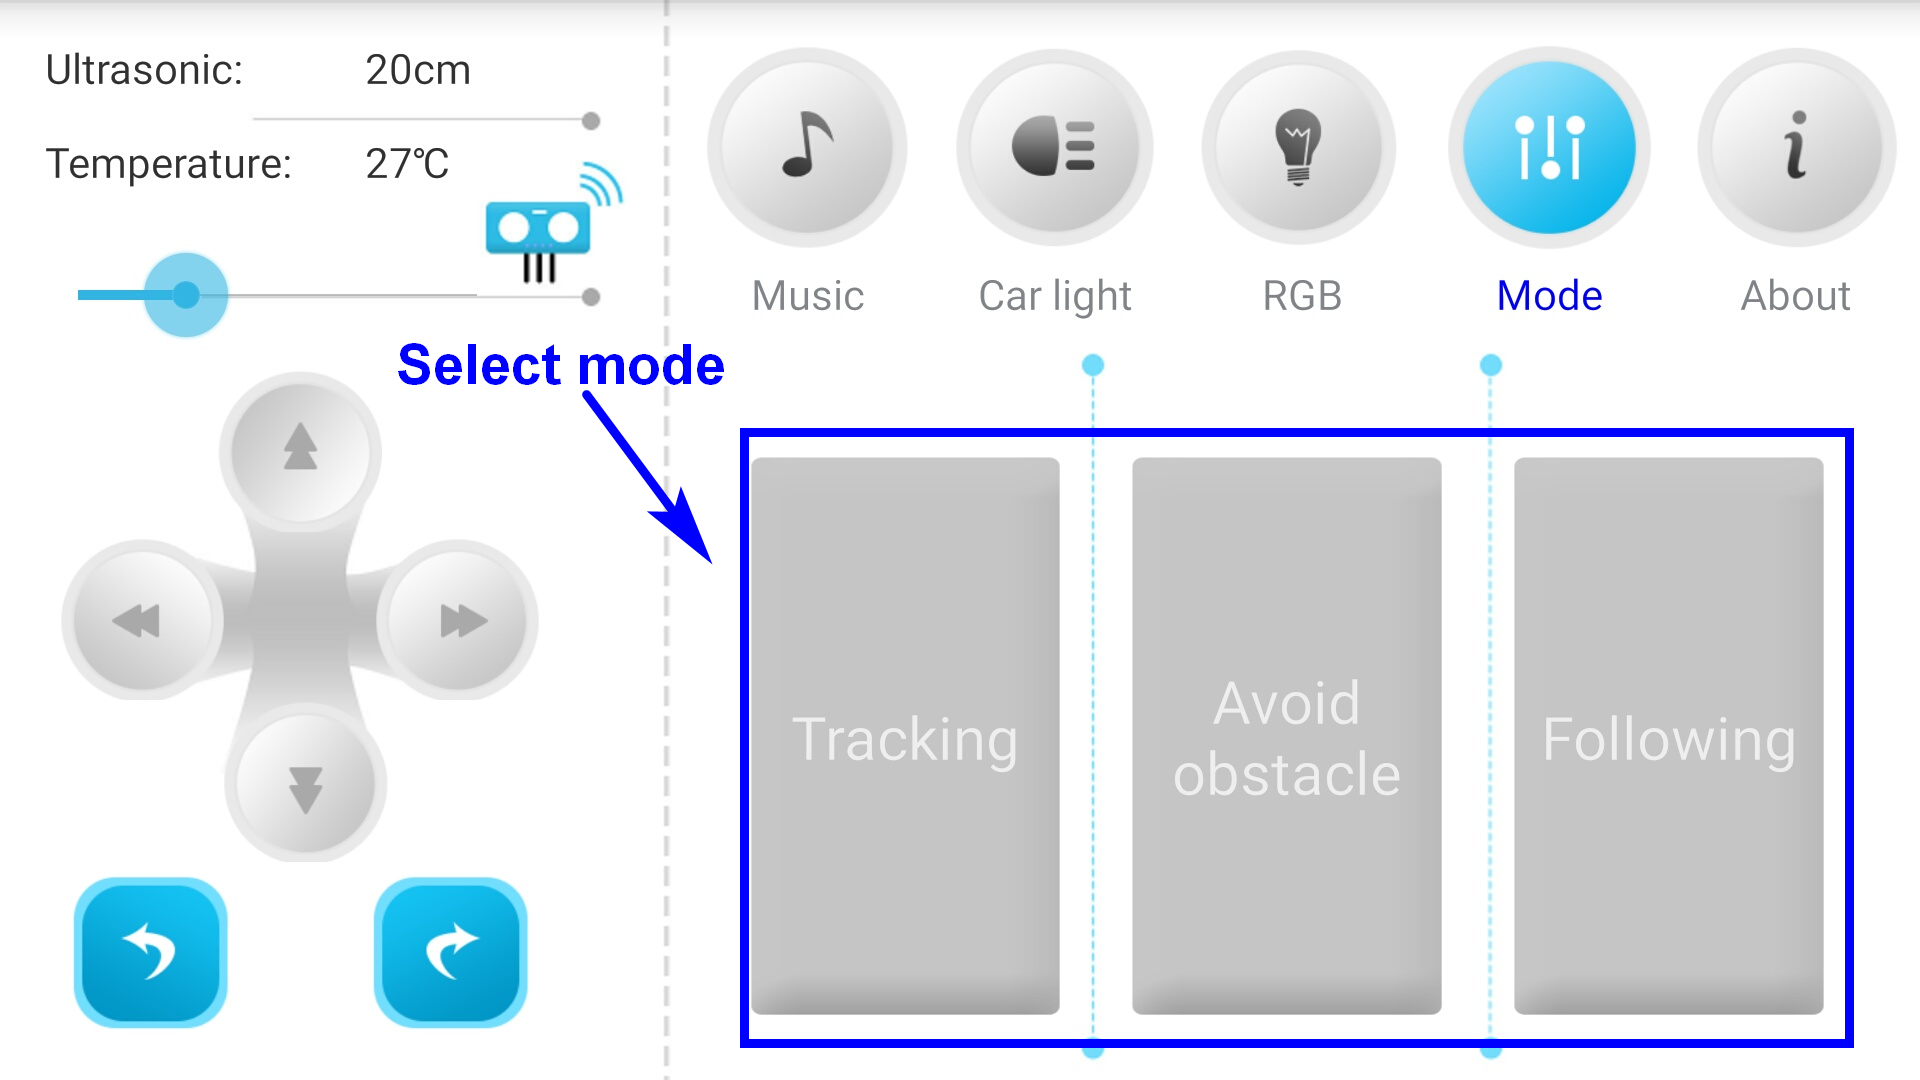 Ultrasonic: 20cm
Temperature: 27℃
Music Car light RGB Mode About
Select mode
Tracking
Avoid
obstacle
Following